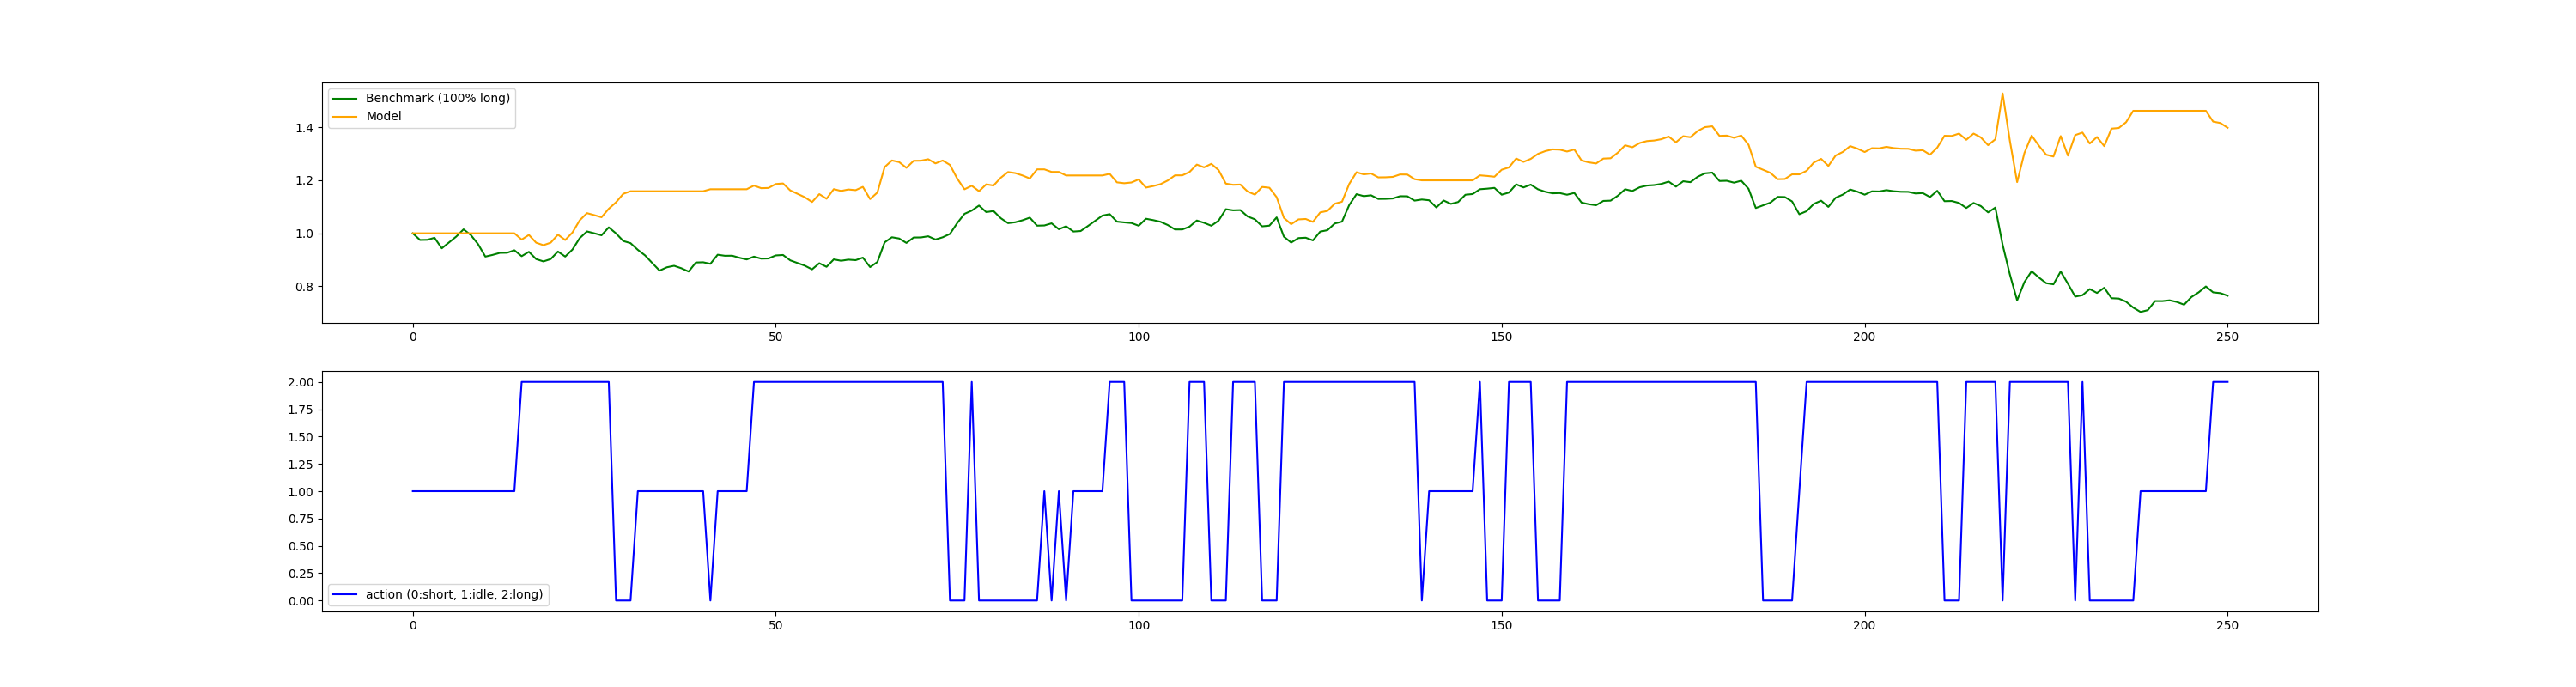 Benchmark (100% long)
Model
1.4
1.2
1.0
0.8
0 50 100 150 200 250
2.00
1.75
1.50
1.25
1.00
0.75
0.50
0.25
0.00
action (0:short, 1:idle, 2:long)
0 50 100 150 200 250